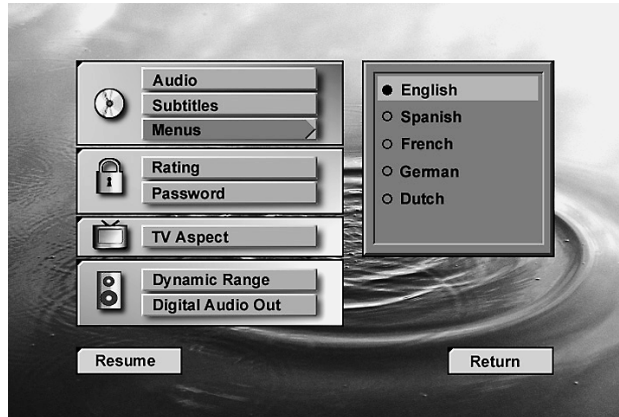 Audio
Subtitles
Menus
Rating
Password
TV Aspect
Dynamic Range
Digital Audio Out
English
Spanish
French
German
Dutch
Resume
Return